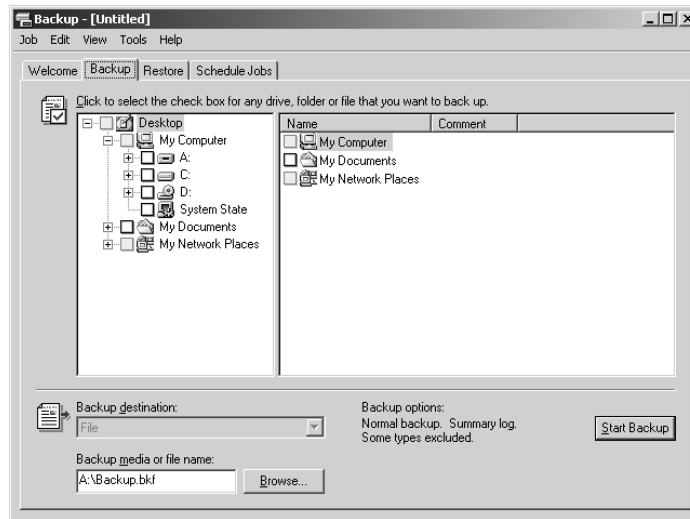 Backup - [Untitled]
Job Edit View Tools Help
Welcome Backup Restore Schedule Jobs
Click to select the check box for any drive, folder or file that you want to back up.
Desktop
My Computer
A:
C:
D:
System State
My Documents
My Network Places
Name Comment
My Computer
My Documents
My Network Places
Backup destination:
File
Backup media or file name:
A:\Backup.bkf
Browse...
Backup options:
Normal backup. Summary log.
Some types excluded.
Start Backup